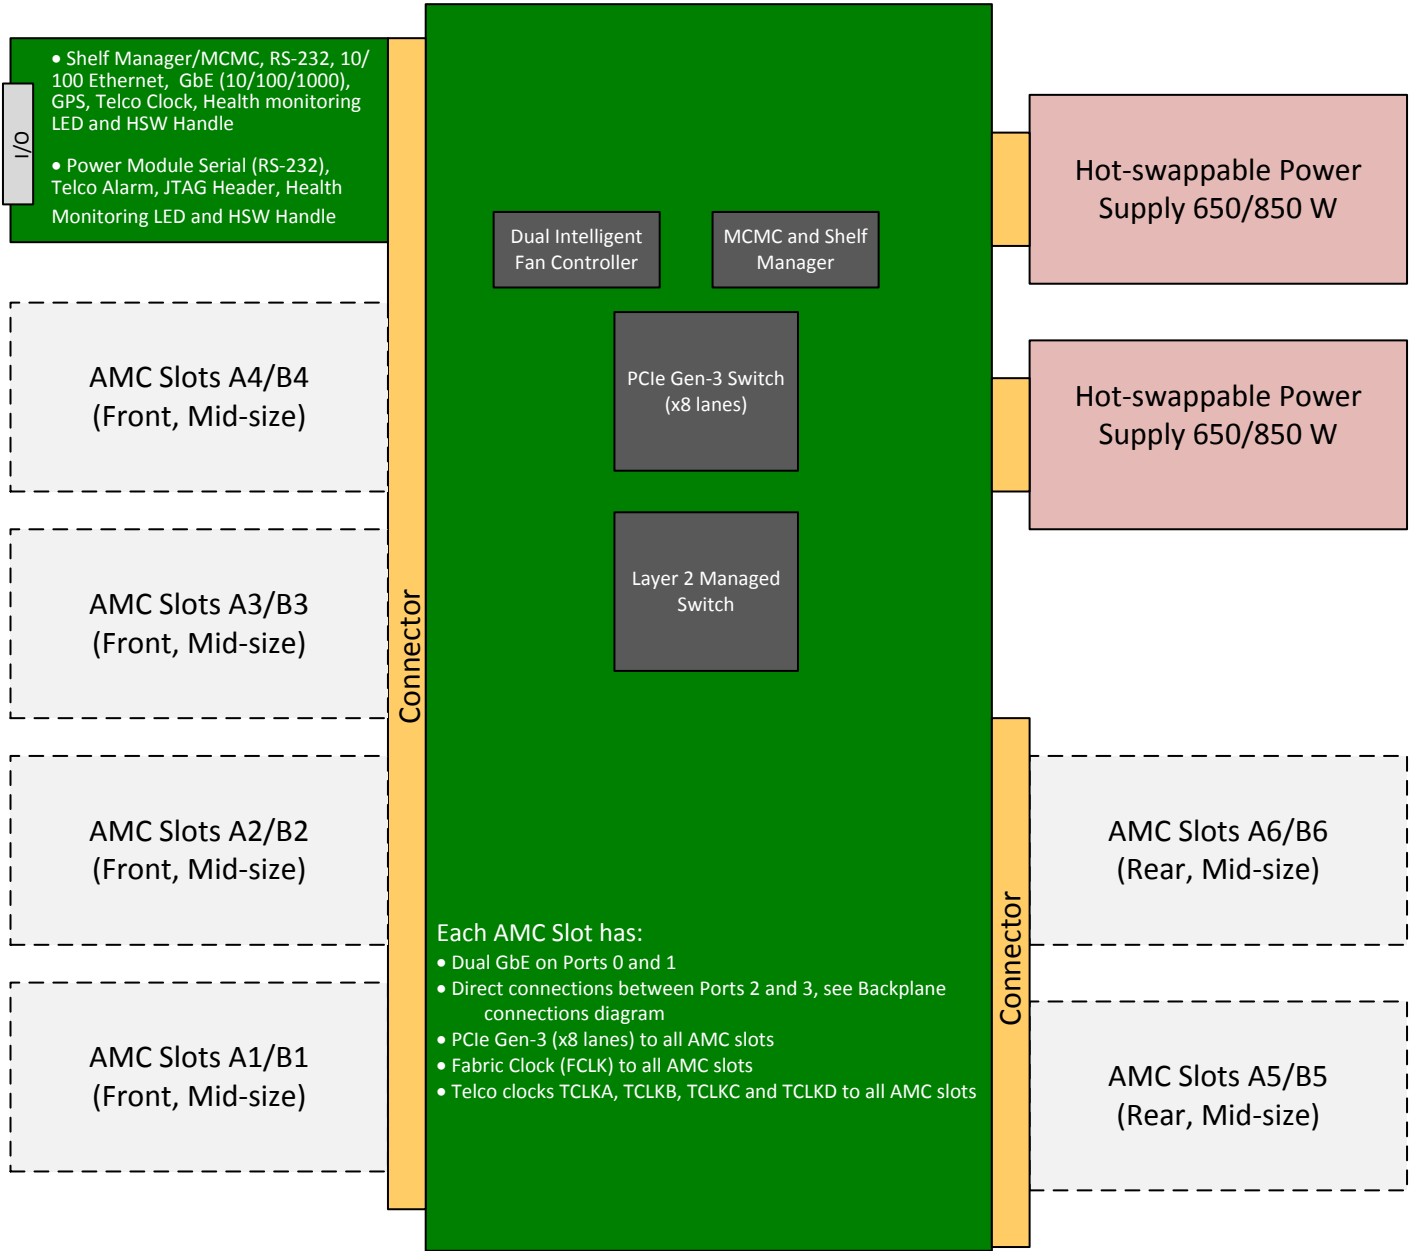 • Shelf Manager/MCMC, RS-232, 10/
100 Ethernet, GbE (10/100/1000),
GPS, Telco Clock, Health monitoring
LED and HSW Handle
• Power Module Serial (RS-232),
Telco Alarm, JTAG Header, Health
Monitoring LED and HSW Handle
I/O
AMC Slots A4/B4
(Front, Mid-size)
AMC Slots A3/B3
(Front, Mid-size)
AMC Slots A2/B2
(Front, Mid-size)
AMC Slots A1/B1
(Front, Mid-size)
Connector
Dual Intelligent
Fan Controller
MCMC and Shelf
Manager
PCIe Gen-3 Switch
(x8 lanes)
Layer 2 Managed
Switch
Each AMC Slot has:
• Dual GbE on Ports 0 and 1
• Direct connections between Ports 2 and 3, see Backplane
connections diagram
• PCIe Gen-3 (x8 lanes) to all AMC slots
• Fabric Clock (FCLK) to all AMC slots
• Telco clocks TCLKA, TCLKB, TCLKC and TCLKD to all AMC slots
Hot-swappable Power
Supply 650/850 W
Hot-swappable Power
Supply 650/850 W
Connector
AMC Slots A6/B6
(Rear, Mid-size)
AMC Slots A5/B5
(Rear, Mid-size)